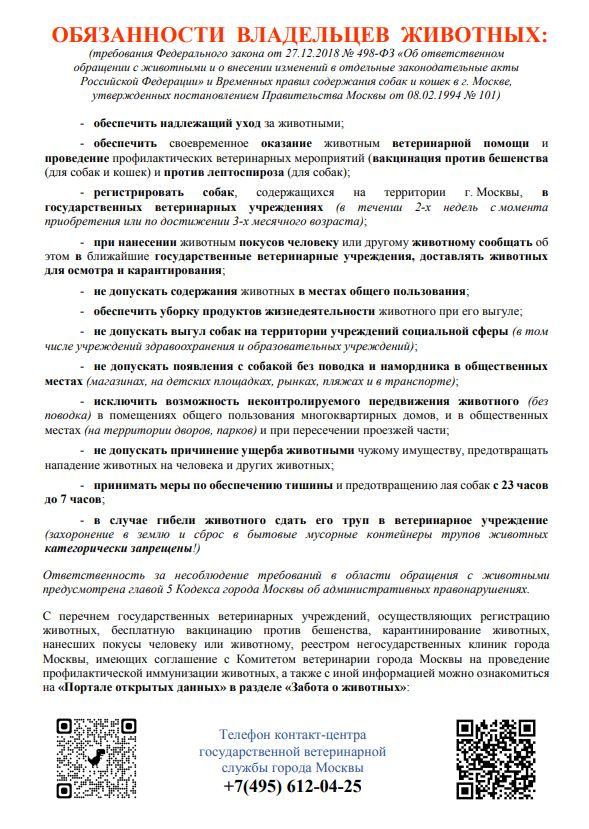 ОБЯЗАННОСТИ ВЛАДЕЛЬЦЕВ ЖИВОТНЫХ:
(требования Федерального закона от 27.12.2018 № 498-ФЗ «Об ответственном
обращении с животными и о внесении изменений в отдельные законодательные акты
Российской Федерации» и Временных правил содержания собак и кошек в г. Москве,
утвержденных постановлением Правительства Москвы от 08.02.1994 № 101)
- обеспечить надлежащий уход за животными;
- обеспечить своевременное оказание животным ветеринарной помощи и
проведение профилактических ветеринарных мероприятий (вакцинация против бешенства
(для собак и кошек) и против лептоспироза (для собак);
- регистрировать собак, содержащихся на территории г. Москвы, в
государственных ветеринарных учреждениях (в течении 2-х недель с момента
приобретения или по достижении 3-х месячного возраста);
- при нанесении животным покусов человеку или другому животному сообщать об
этом в ближайшие государственные ветеринарные учреждения, доставлять животных
для осмотра и карантирования;
- не допускать содержания животных в местах общего пользования;
- обеспечить уборку продуктов жизнедеятельности животного при его выгуле;
- не допускать выгул собак на территории учреждений социальной сферы (в том
числе учреждений здравоохранения и образовательных учреждений);
- не допускать появления с собакой без поводка и намордника в общественных
местах (магазинах, на детских площадках, рынках, пляжах и в транспорте);
- исключить возможность неконтролируемого передвижения животного (без
поводка) в помещениях общего пользования многоквартирных домов, и в общественных
местах (на территории дворов, парков) и при пересечении проезжей части;
- не допускать причинение ущерба животными чужому имуществу, предотвращать
нападение животных на человека и других животных;
- принимать меры по обеспечению тишины и предотвращению лая собак с 23 часов
до 7 часов;
- в случае гибели животного сдать его труп в ветеринарное учреждение
(захоронение в землю и сброс в бытовые мусорные контейнеры трупов животных
категорически запрещены!)
Ответственность за несоблюдение требований в области обращения с животными
предусмотрена главой 5 Кодекса города Москвы об административных правонарушениях.
С перечнем государственных ветеринарных учреждений, осуществляющих регистрацию
животных, бесплатную вакцинацию против бешенства, карантинирование животных,
нанесших покусы человеку или животному, реестром негосударственных клиник города
Москвы, имеющих соглашение с Комитетом ветеринарии города Москвы на проведение
профилактической иммунизации животных, а также с иной информацией можно ознакомиться
на «Портале открытых данных» в разделе «Забота о животных»:
Телефон контакт-центра
государственной ветеринарной
службы города Москвы
+7(495) 612-04-25